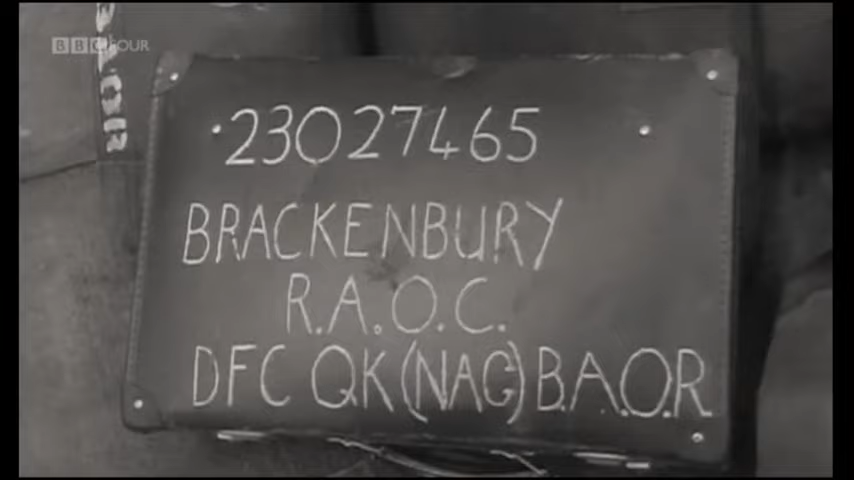 BBC FOUR
23027465
BRACKENBURY
R.A.O.C.
DFC QK (NAG) B.A.O.R